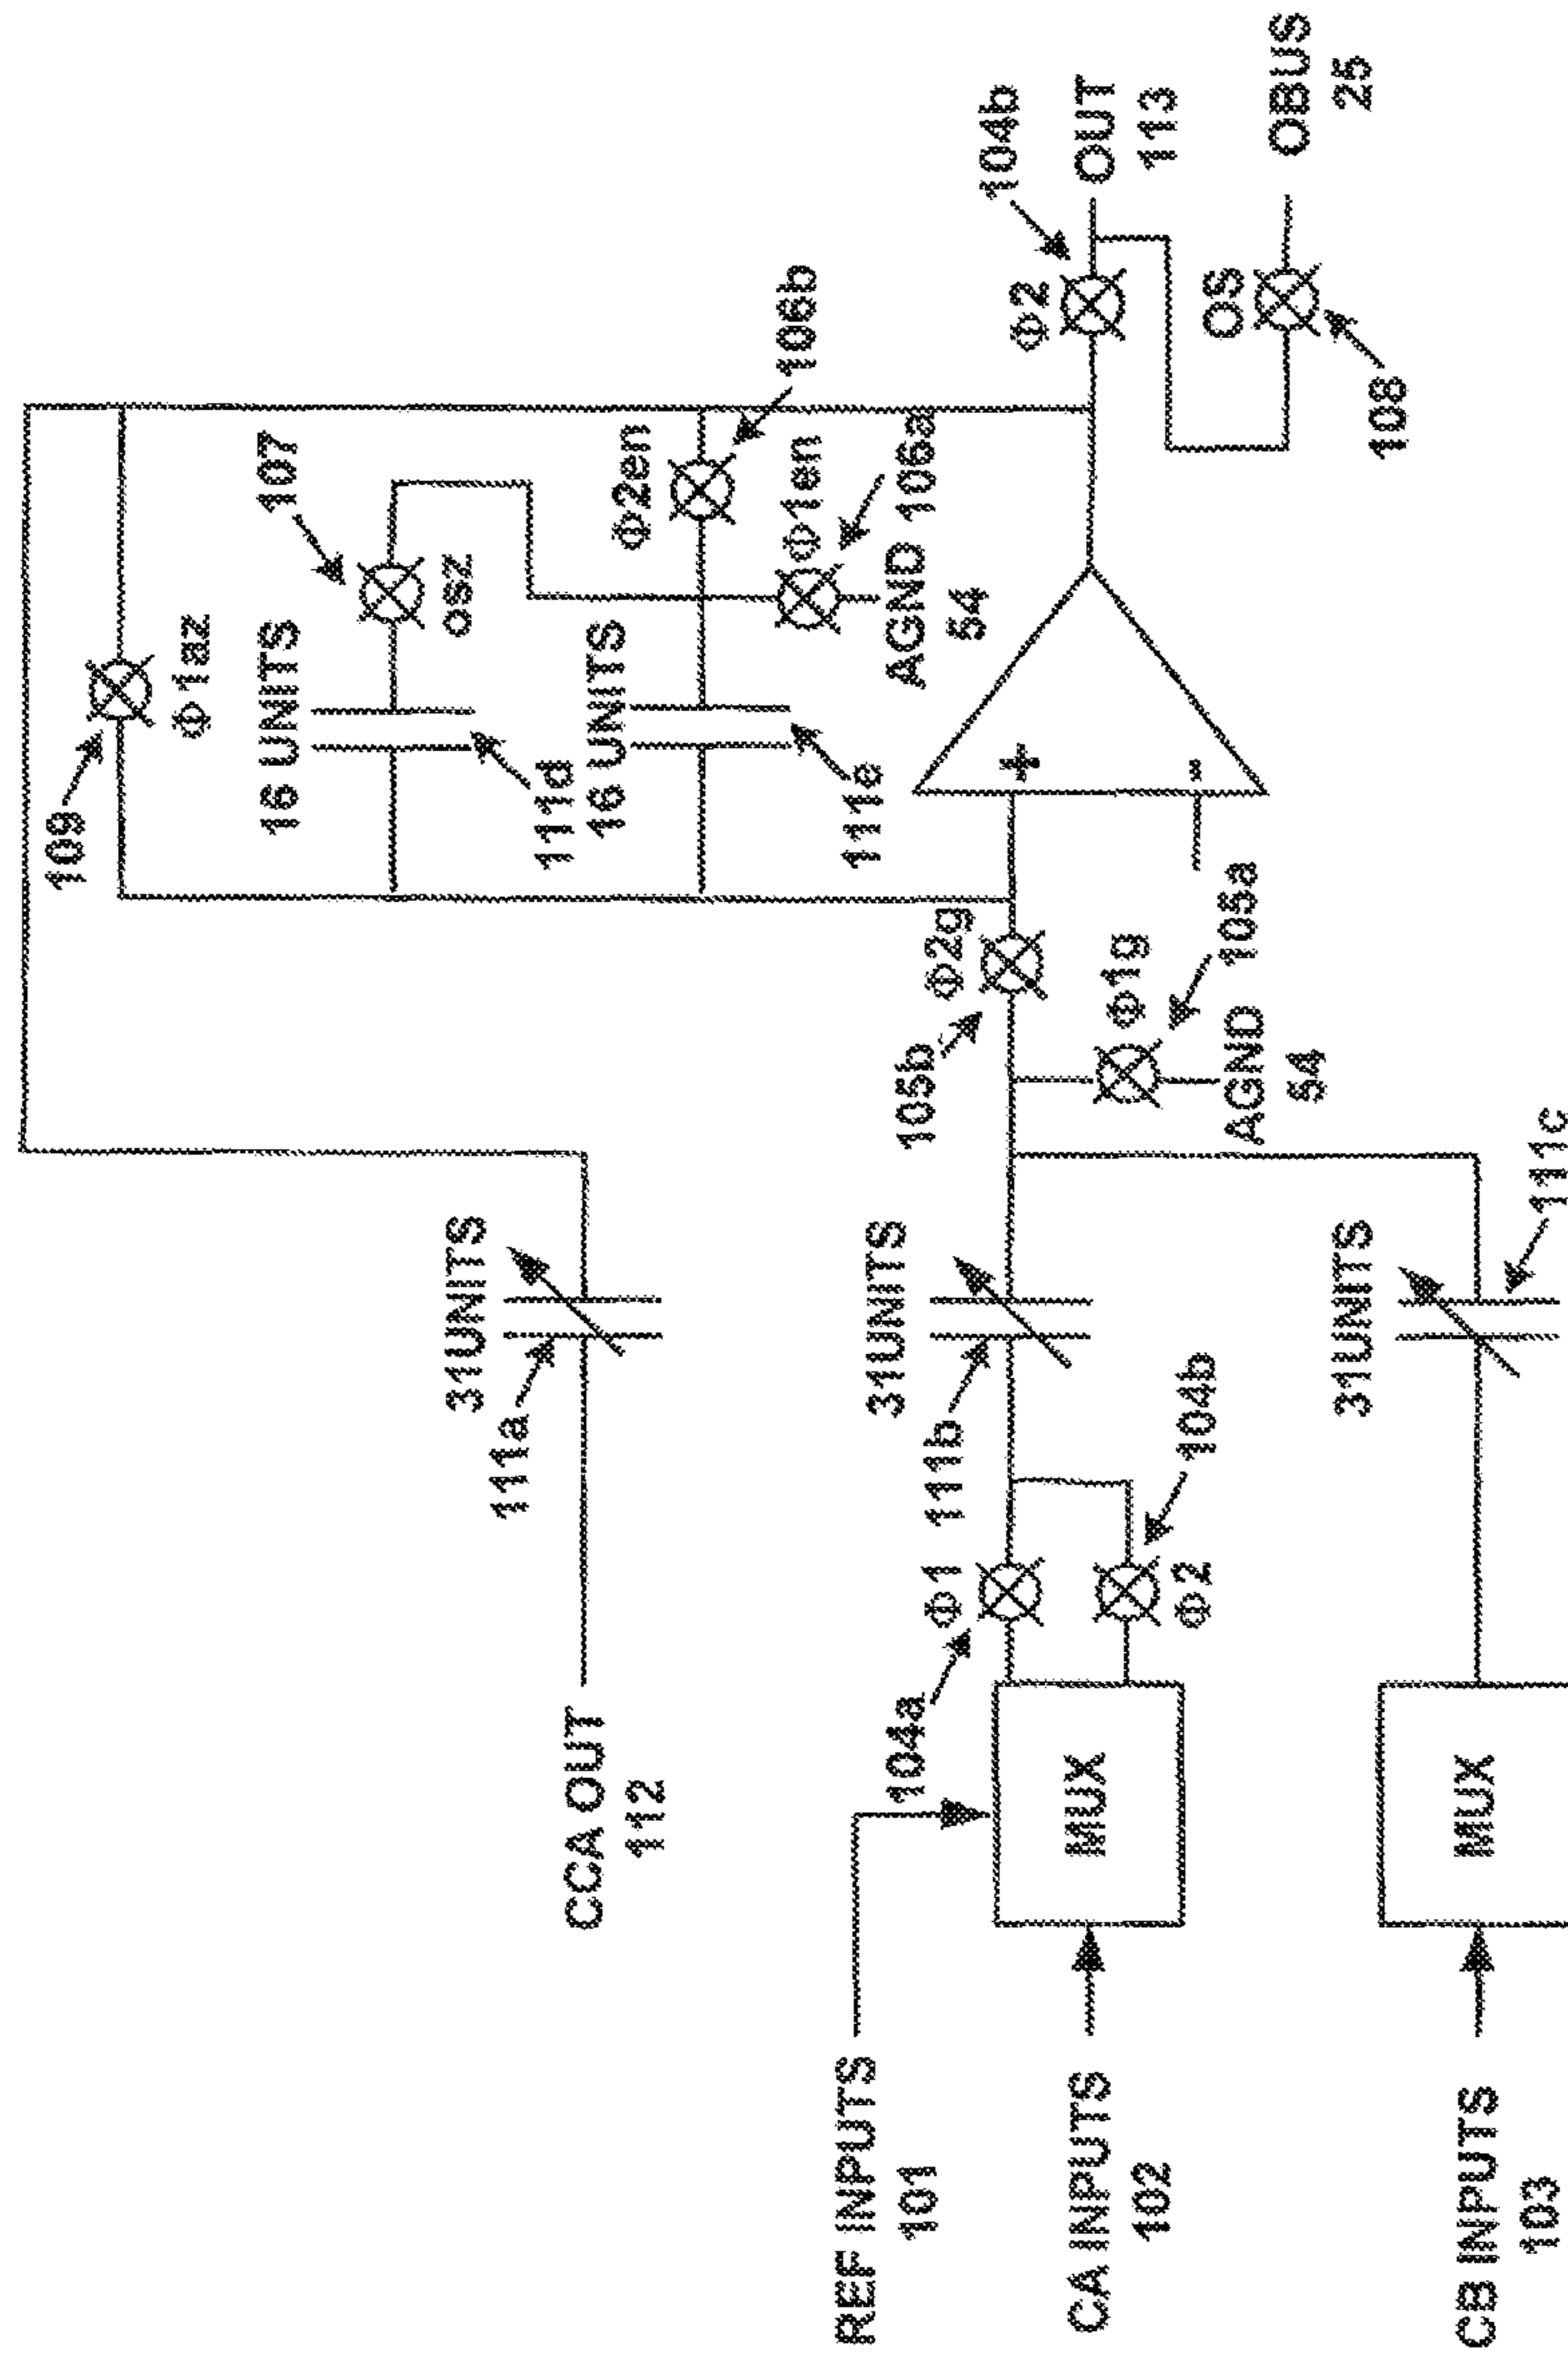 109
Φ1az
107
16 UNITS
osz
111d
16 UNITS
Φ2en
106b
111e
Φ1en
106a
AGND
54
31UNITS
111a
CCA OUT
112
+
-
Φ2
104b
OUT
113
OS
108
OBUS
25
Φ2g
105b
Φ1g
105a
AGND
54
31UNITS
111b
Φ1
104a
Φ2
104b
MUX
REF INPUTS
101
CA INPUTS
102
31UNITS
111c
MUX
CB INPUTS
103